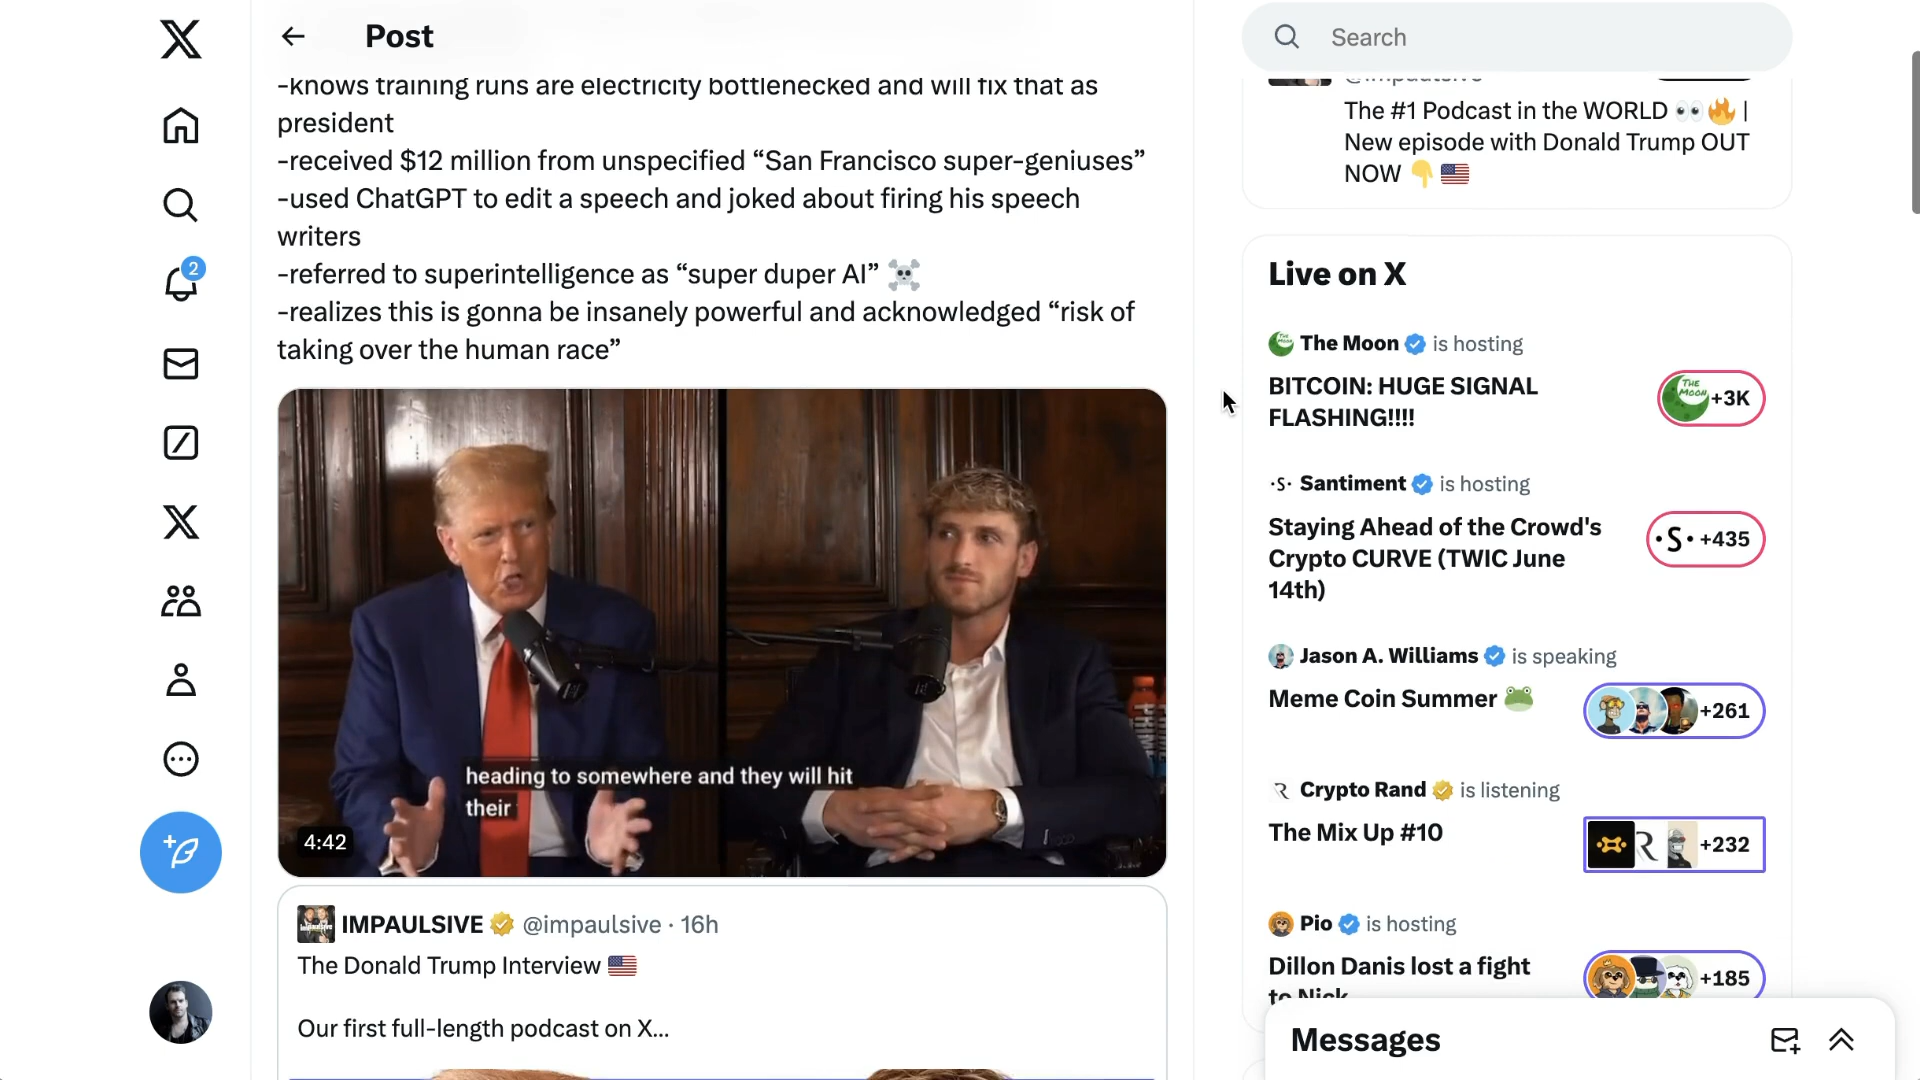 Post
-knows training runs are electricity bottlenecked and will fix that as
president
-received $12 million from unspecified “San Francisco super-geniuses”
-used ChatGPT to edit a speech and joked about firing his speech
writers
-referred to superintelligence as “super duper AI” ☠️
-realizes this is gonna be insanely powerful and acknowledged “risk of
taking over the human race”
heading to somewhere and they will hit
their
4:42
IMPAULSIVE @impaulsive · 16h
The Donald Trump Interview 🇺🇸
Our first full-length podcast on X...
2
Search
@impaulsive
The #1 Podcast in the WORLD 👀🔥 |
New episode with Donald Trump OUT
NOW 👇🇺🇸
Live on X
The Moon is hosting
BITCOIN: HUGE SIGNAL
FLASHING!!!!
THE MOON +3K
·S· Santiment is hosting
Staying Ahead of the Crowd's
Crypto CURVE (TWIC June
14th)
·S· +435
Jason A. Williams is speaking
Meme Coin Summer 🐸
+261
Crypto Rand is listening
The Mix Up #10
+232
Pio is hosting
Dillon Danis lost a fight
to Nick
+185
Messages